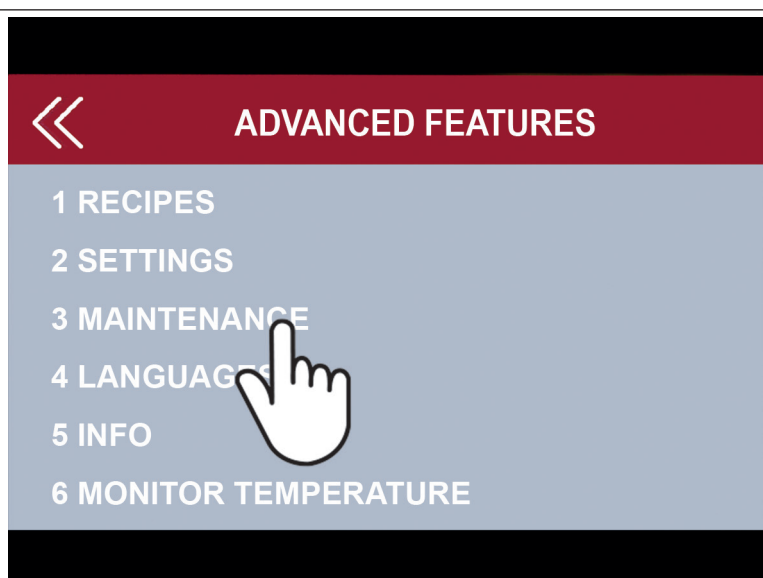 ADVANCED FEATURES
1 RECIPES
2 SETTINGS
3 MAINTENANCE
4 LANGUAGES
5 INFO
6 MONITOR TEMPERATURE